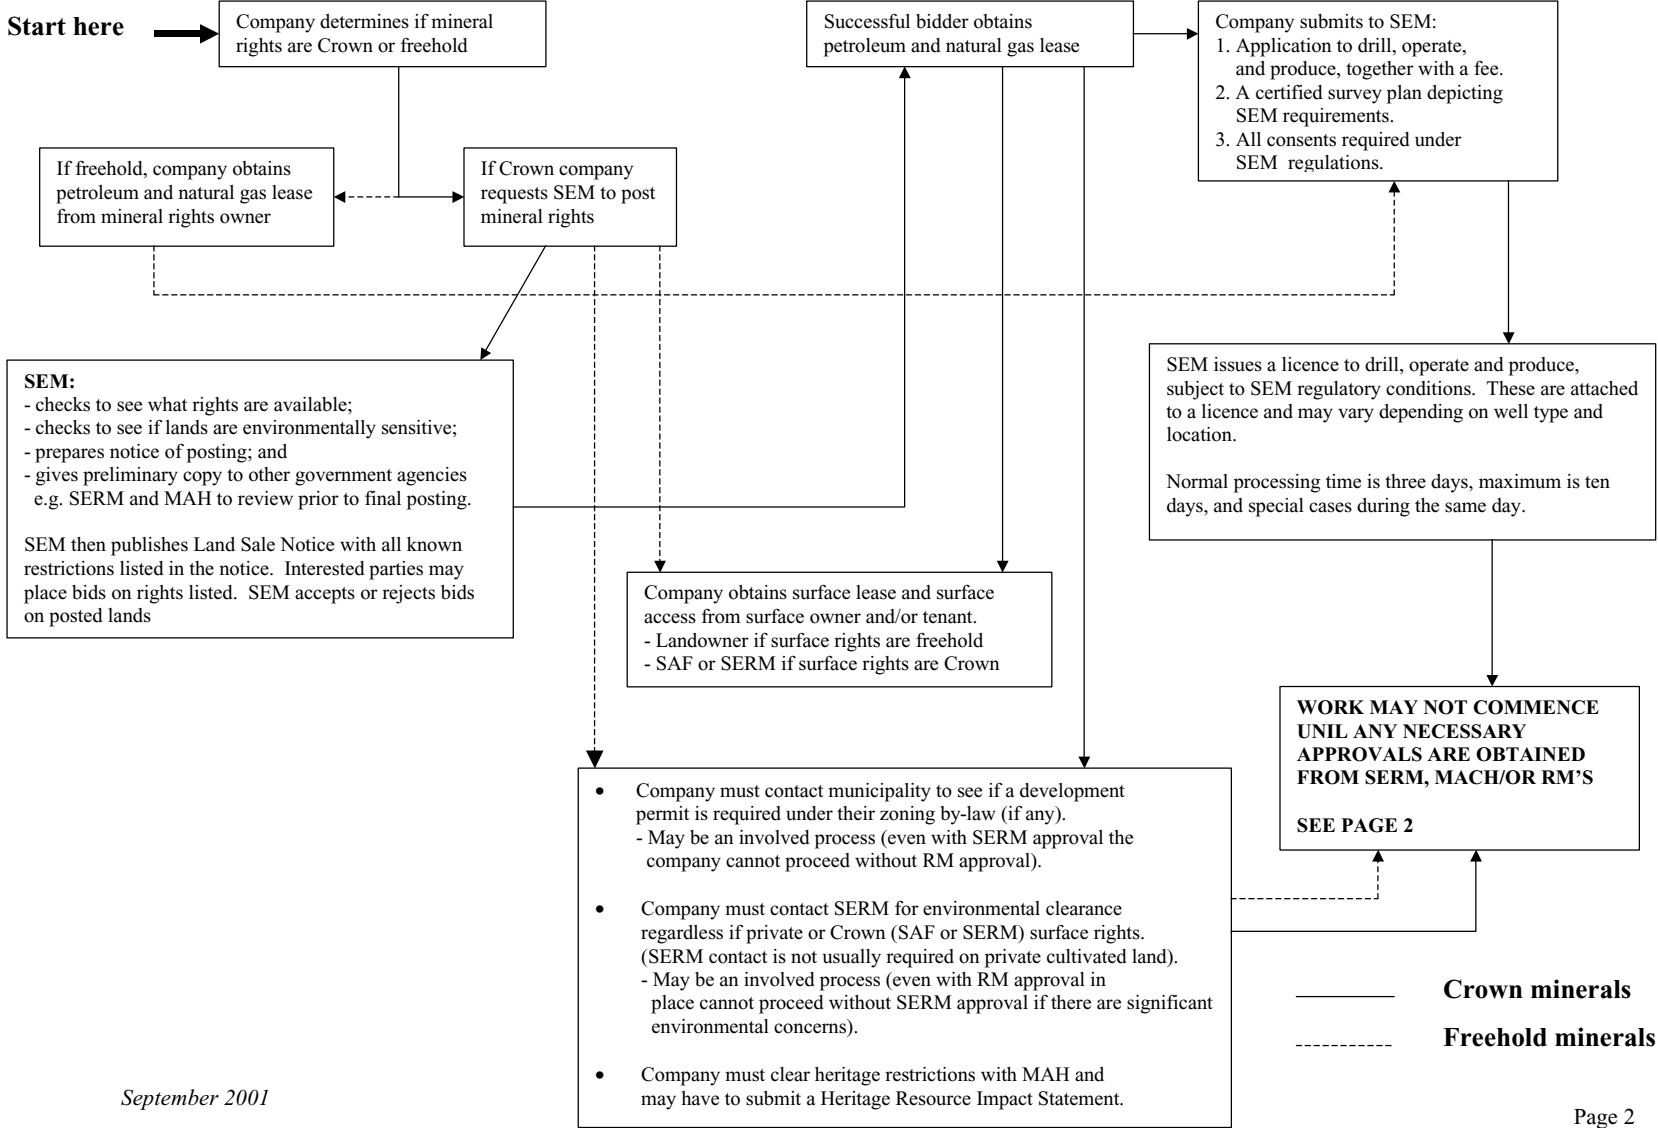 Start here
Company determines if mineral
rights are Crown or freehold
Successful bidder obtains
petroleum and natural gas lease
Company submits to SEM:
1. Application to drill, operate,
and produce, together with a fee.
2. A certified survey plan depicting
SEM requirements.
3. All consents required under
SEM regulations.
If freehold, company obtains
petroleum and natural gas lease
from mineral rights owner
If Crown company
requests SEM to post
mineral rights
SEM:
- checks to see what rights are available;
- checks to see if lands are environmentally sensitive;
- prepares notice of posting; and
- gives preliminary copy to other government agencies
e.g. SERM and MAH to review prior to final posting.
SEM then publishes Land Sale Notice with all known
restrictions listed in the notice. Interested parties may
place bids on rights listed. SEM accepts or rejects bids
on posted lands
SEM issues a licence to drill, operate and produce,
subject to SEM regulatory conditions. These are attached
to a licence and may vary depending on well type and
location.
Normal processing time is three days, maximum is ten
days, and special cases during the same day.
Company obtains surface lease and surface
access from surface owner and/or tenant.
- Landowner if surface rights are freehold
- SAF or SERM if surface rights are Crown
WORK MAY NOT COMMENCE
UNIL ANY NECESSARY
APPROVALS ARE OBTAINED
FROM SERM, MACH/OR RM'S
SEE PAGE 2
• Company must contact municipality to see if a development
permit is required under their zoning by-law (if any).
- May be an involved process (even with SERM approval the
company cannot proceed without RM approval).
• Company must contact SERM for environmental clearance
regardless if private or Crown (SAF or SERM) surface rights.
(SERM contact is not usually required on private cultivated land).
- May be an involved process (even with RM approval in
place cannot proceed without SERM approval if there are significant
environmental concerns).
• Company must clear heritage restrictions with MAH and
may have to submit a Heritage Resource Impact Statement.
Crown minerals
Freehold minerals
September 2001
Page 2